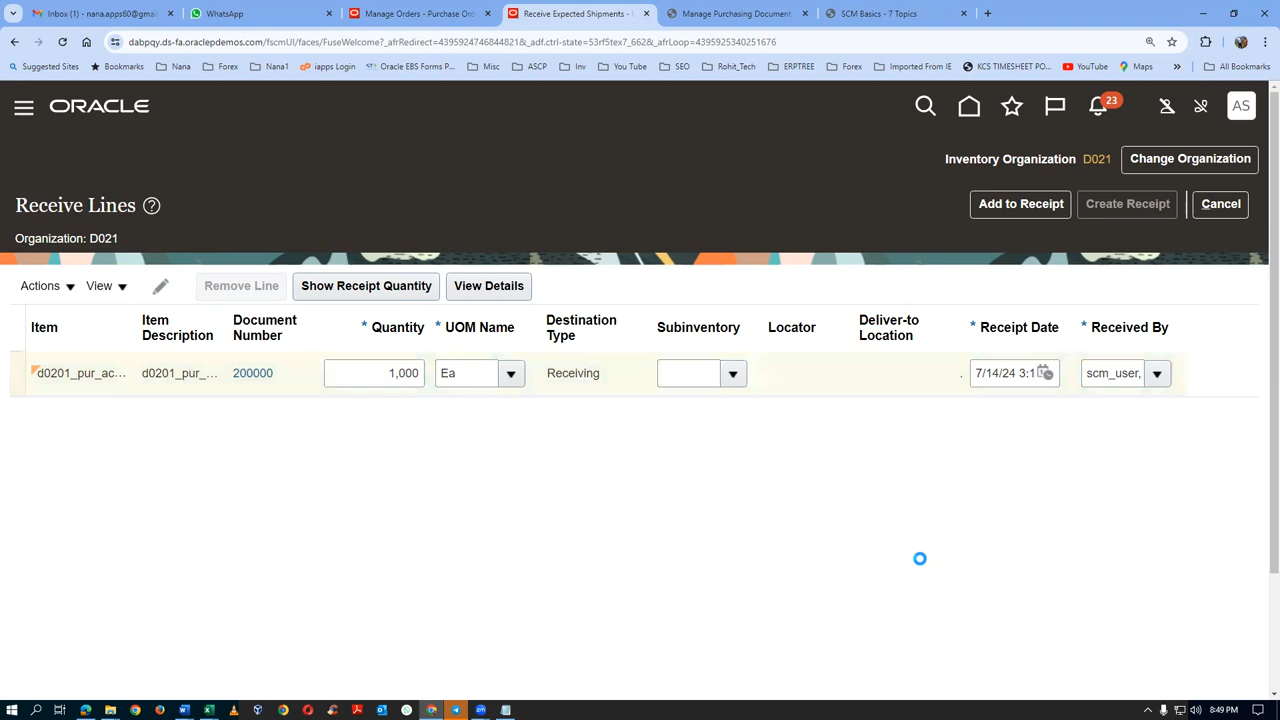 Inbox (1) - nana.apps60@gmail
WhatsApp
Manage Orders - Purchase Ord
Receive Expected Shipments - I
Manage Purchasing Document
SCM Basics - 7 Topics
dabpqy.ds-fa.oraclepdemos.com/fscmUI/faces/FuseWelcome?_afrRedirect=4395924746844821&_adf.ctrl-state=53rf5tex7_662&_afrLoop=4395925340251676
Suggested Sites
Bookmarks
Nana
Forex
Nana1
iapps Login
Oracle EBS Forms P...
Misc
ASCP
Inv
You Tube
SEO
Rohit_Tech
ERPTREE
Forex
Imported From IE
KCS TIMESHEET PO...
YouTube
Maps
»
All Bookmarks
ORACLE
23
AS
Inventory Organization D021
Change Organization
Receive Lines
Add to Receipt
Create Receipt
Cancel
Organization: D021
Actions
View
Remove Line
Show Receipt Quantity
View Details
Item
Item Description
Document Number
* Quantity
* UOM Name
Destination Type
Subinventory
Locator
Deliver-to Location
* Receipt Date
* Received By
d0201_pur_ac...
d0201_pur_...
200000
1,000
Ea
Receiving
.
7/14/24 3:1
scm_user,
8:49 PM